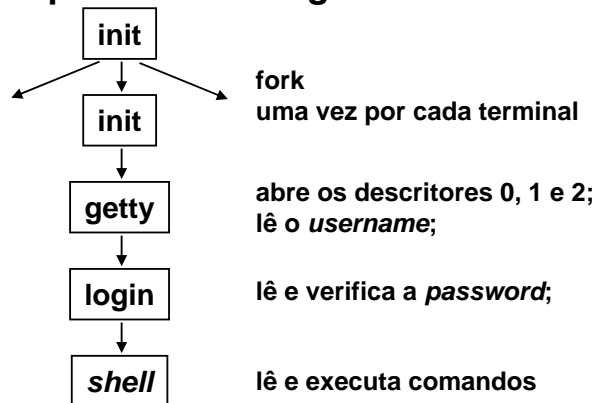 init
fork
uma vez por cada terminal
init
getty
abre os descritores 0, 1 e 2;
lê o username;
login
lê e verifica a password;
shell
lê e executa comandos